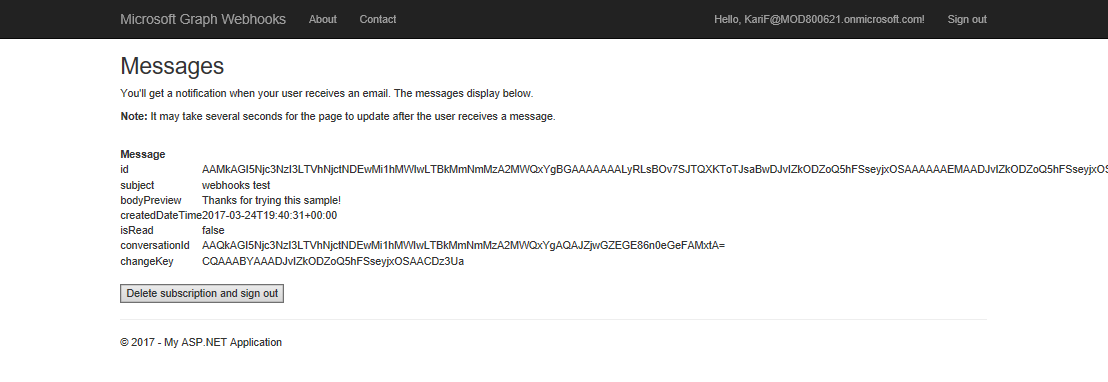 Microsoft Graph Webhooks About Contact Hello, KariF@MOD800621.onmicrosoft.com! Sign out
Messages
You'll get a notification when your user receives an email. The messages display below.
Note: It may take several seconds for the page to update after the user receives a message.
Message
id AAMkAGI5Njc3NzI3LTVhNjctNDEwMi1hMWIwLTBkMmNmMzA2MWQxYgBGAAAAAAALyRLsBOv7SJTQXKToTJsaBwDJvIZkODZoQ5hFSseyjxOSAAAAAAEMAADJvIZkODZoQ5hFSseyjxOS
subject webhooks test
bodyPreview Thanks for trying this sample!
createdDateTime 2017-03-24T19:40:31+00:00
isRead false
conversationId AAQkAGI5Njc3NzI3LTVhNjctNDEwMi1hMWIwLTBkMmNmMzA2MWQxYgAQAJZjwGZEGE86n0eGeFAMxtA=
changeKey CQAAABYAAADJvIZkODZoQ5hFSseyjxOSAACDz3Ua
Delete subscription and sign out
© 2017 - My ASP.NET Application